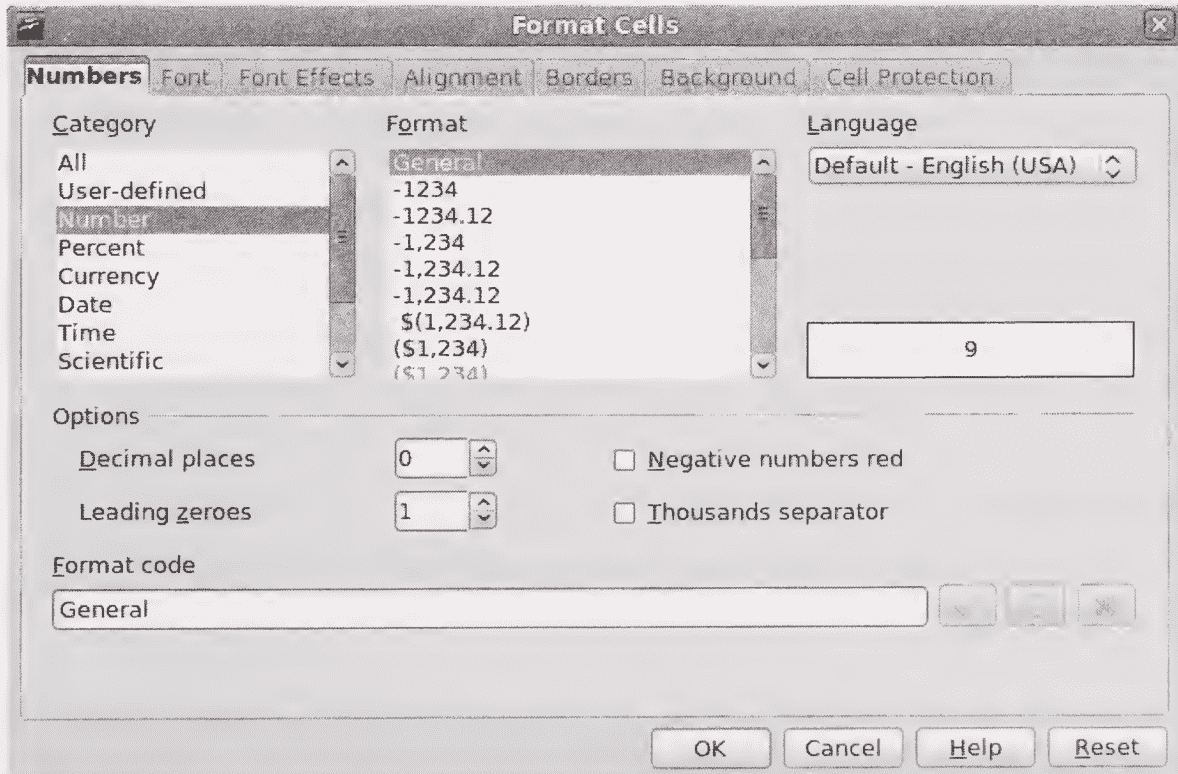 Format Cells
Numbers Font Font Effects Alignment Borders Background Cell Protection
Category
All
User-defined
Number
Percent
Currency
Date
Time
Scientific
Format
General
-1234
-1234.12
-1,234
-1,234.12
-1,234.12
$(1,234.12)
($1,234)
($1,234)
Language
Default - English (USA)
9
Options
Decimal places 0
Negative numbers red
Leading zeroes 1
Thousands separator
Format code
General
OK Cancel Help Reset